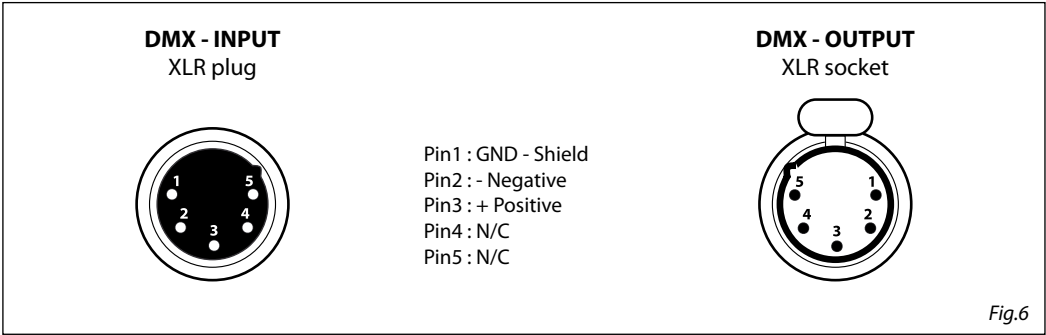 DMX - INPUT
XLR plug
1
5
2
4
3
Pin1 : GND - Shield
Pin2 : - Negative
Pin3 : + Positive
Pin4 : N/C
Pin5 : N/C
DMX - OUTPUT
XLR socket
5
1
4
2
3
Fig.6